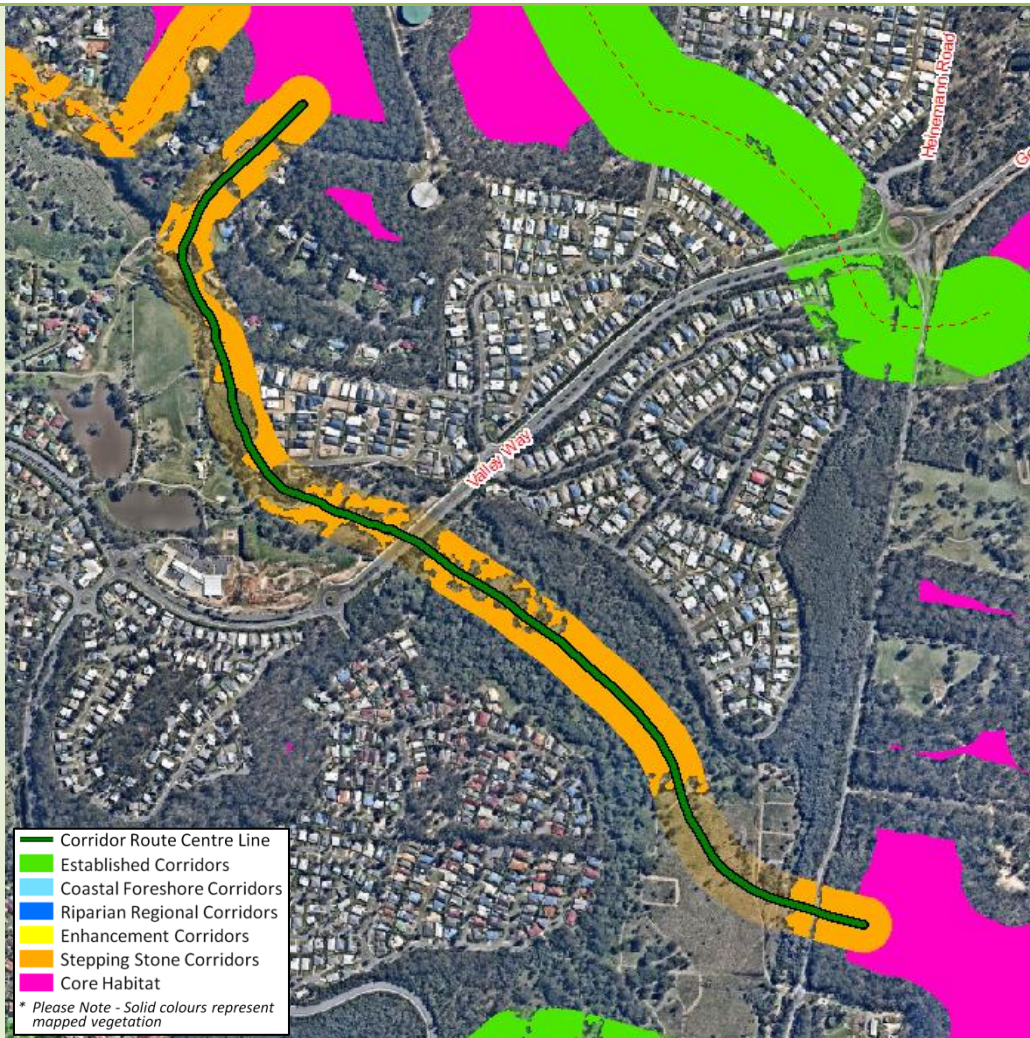 Heinemann Road
G
Valley Way
Corridor Route Centre Line
Established Corridors
Coastal Foreshore Corridors
Riparian Regional Corridors
Enhancement Corridors
Stepping Stone Corridors
Core Habitat
* Please Note - Solid colours represent
mapped vegetation